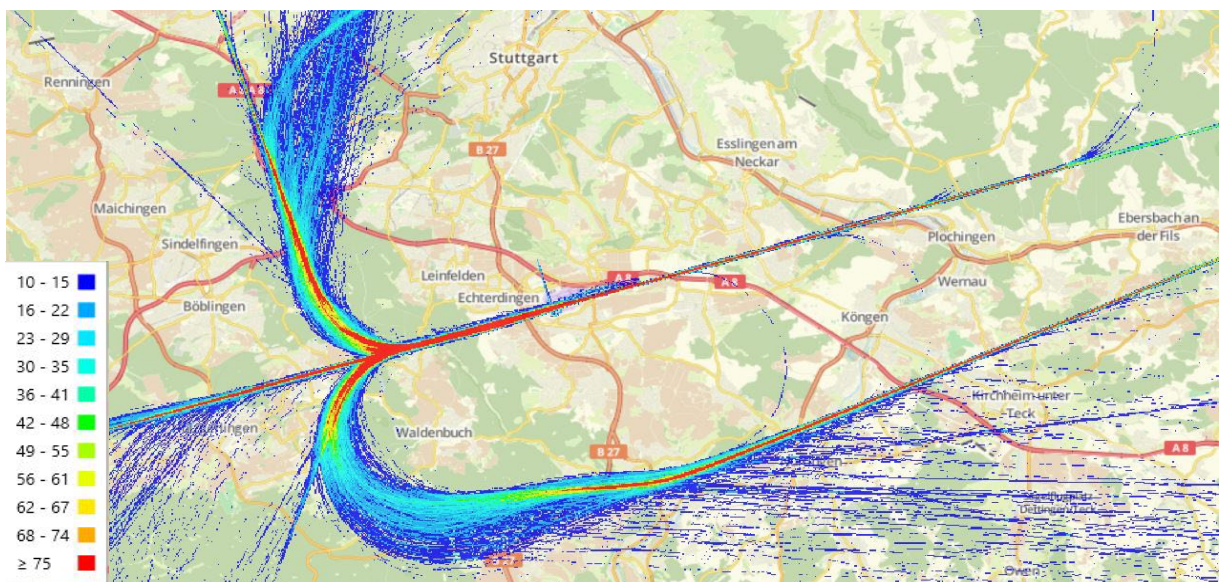 Stuttgart
Renningen
A 8
B 27
Esslingen am
Neckar
Maichingen
Sindelfingen
Plochingen
Ebersbach an
der Fils
Leinfelden
Echterdingen
A 8
A 8
Wernau
Böblingen
Köngen
Kirchheim unter
Teck
Waldenbuch
B 27
A 8
Owen
10 - 15
16 - 22
23 - 29
30 - 35
36 - 41
42 - 48
49 - 55
56 - 61
62 - 67
68 - 74
≥ 75